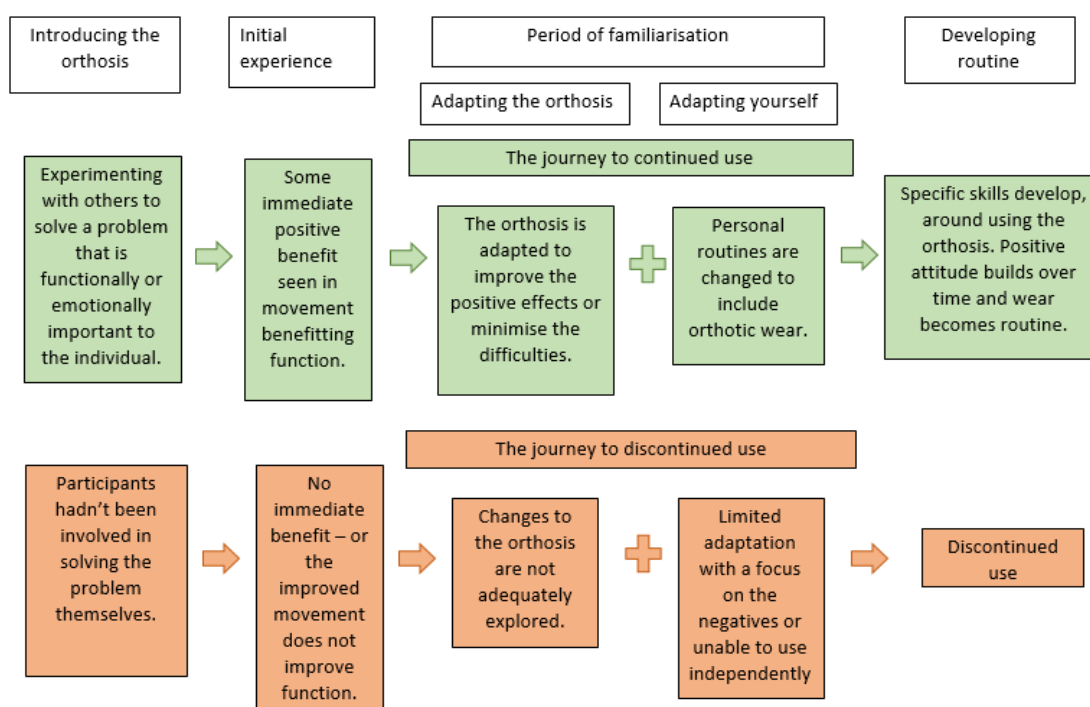 Introducing the
orthosis
Initial
experience
Period of familiarisation
Developing
routine
Adapting the orthosis
Adapting yourself
The journey to continued use
Experimenting
with others to
solve a problem
that is
functionally or
emotionally
important to
the individual.
Some
immediate
positive
benefit
seen in
movement
benefitting
function.
The orthosis is
adapted to
improve the
positive effects or
minimise the
difficulties.
Personal
routines are
changed to
include
orthotic wear.
Specific skills develop,
around using the
orthosis. Positive
attitude builds over
time and wear
becomes routine.
The journey to discontinued use
Participants
hadn’t been
involved in
solving the
problem
themselves.
No
immediate
benefit – or
the
improved
movement
does not
improve
function.
Changes to
the orthosis
are not
adequately
explored.
Limited
adaptation
with a focus
on the
negatives or
unable to use
independently
Discontinued
use